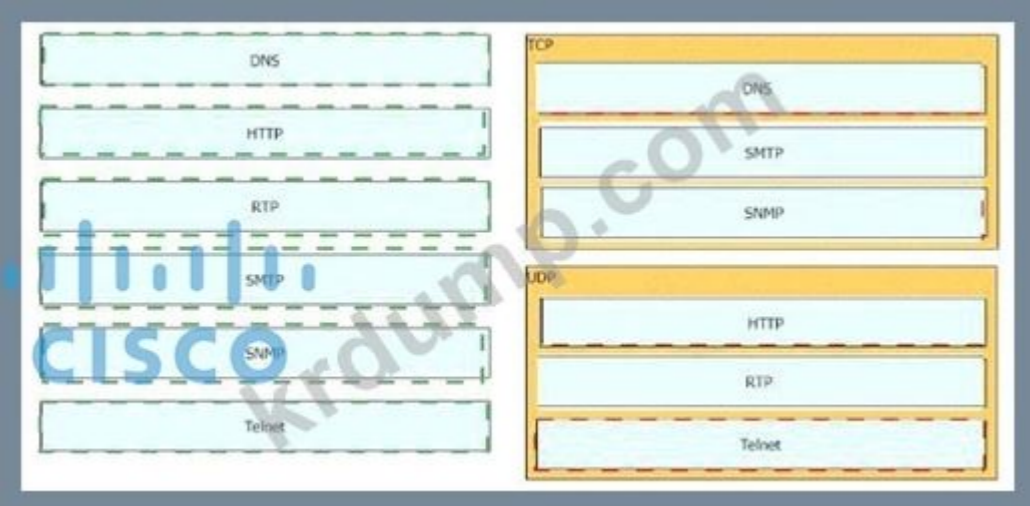 DNS
HTTP
RTP
SMTP
SNMP
Telnet
TCP
DNS
SMTP
SNMP
UDP
HTTP
RTP
Telnet
CISCO
krdump.com